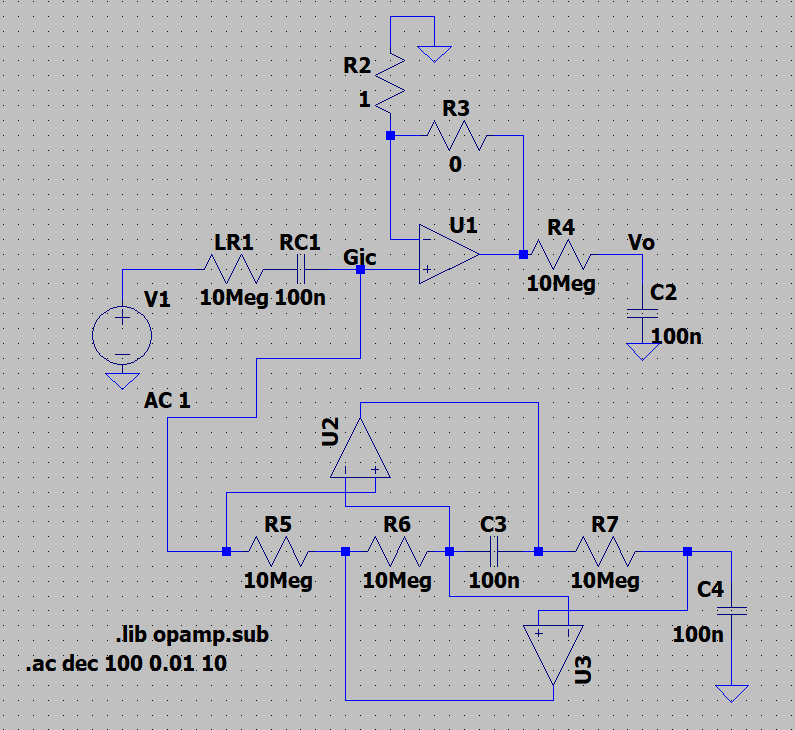 R2
1
R3
0
U1
R4
10Meg
Vo
LR1
RC1
Gic
10Meg
100n
V1
AC 1
C2
100n
U2
R5
10Meg
R6
10Meg
C3
100n
R7
10Meg
C4
100n
U3
.lib opamp.sub
.ac dec 100 0.01 10